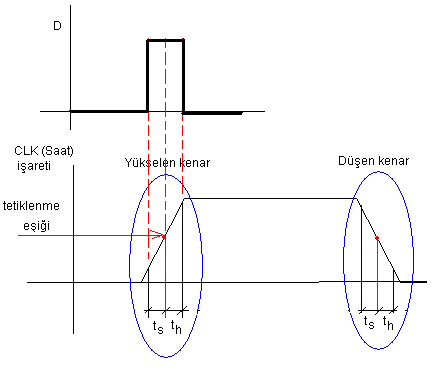 D
CLK (Saat)
işareti
Yükselen kenar
Düşen kenar
tetiklenme
eşiği
ts th
ts th